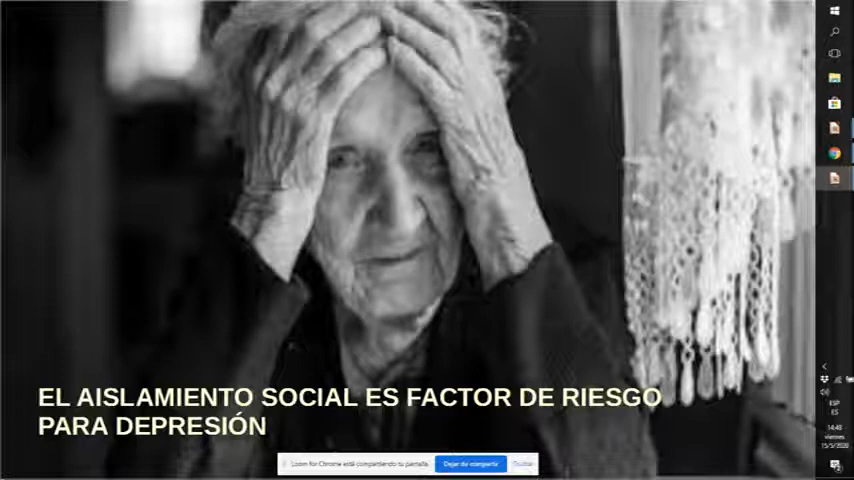 EL AISLAMIENTO SOCIAL ES FACTOR DE RIESGO
PARA DEPRESIÓN
Loom for Chrome está compartiendo tu pantalla.
Dejar de compartir
Ocultar
ESP
ES
14:48
viernes
15/5/2020